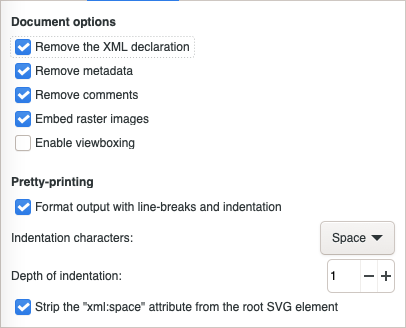 Document options
Remove the XML declaration
Remove metadata
Remove comments
Embed raster images
Enable viewboxing
Pretty-printing
Format output with line-breaks and indentation
Indentation characters: Space
Depth of indentation: 1 − +
Strip the "xml:space" attribute from the root SVG element